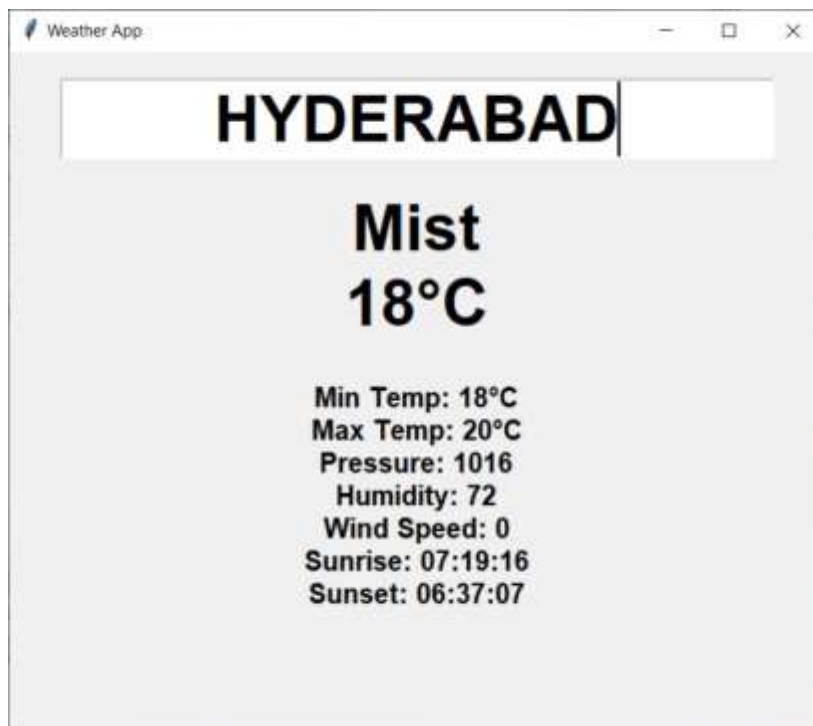 Weather App
HYDERABAD
Mist
18°C
Min Temp: 18°C
Max Temp: 20°C
Pressure: 1016
Humidity: 72
Wind Speed: 0
Sunrise: 07:19:16
Sunset: 06:37:07